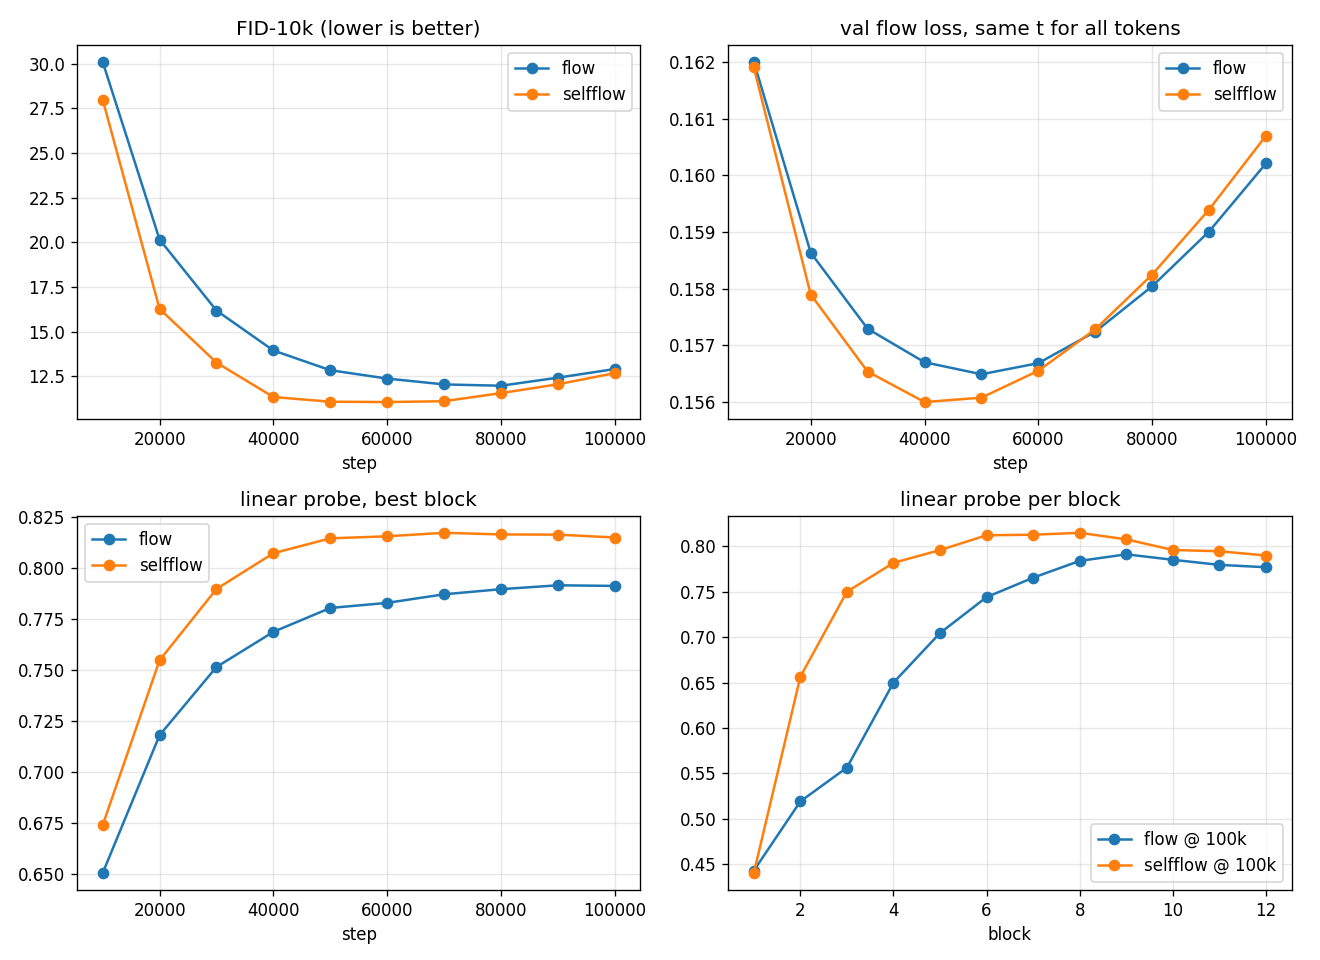 FID-10k (lower is better)
30.0
27.5
25.0
22.5
20.0
17.5
15.0
12.5
20000 40000 60000 80000 100000
step
flow
selfflow
val flow loss, same t for all tokens
0.162
0.161
0.160
0.159
0.158
0.157
0.156
20000 40000 60000 80000 100000
step
flow
selfflow
linear probe, best block
0.825
0.800
0.775
0.750
0.725
0.700
0.675
0.650
20000 40000 60000 80000 100000
step
flow
selfflow
linear probe per block
0.80
0.75
0.70
0.65
0.60
0.55
0.50
0.45
2 4 6 8 10 12
block
flow @ 100k
selfflow @ 100k